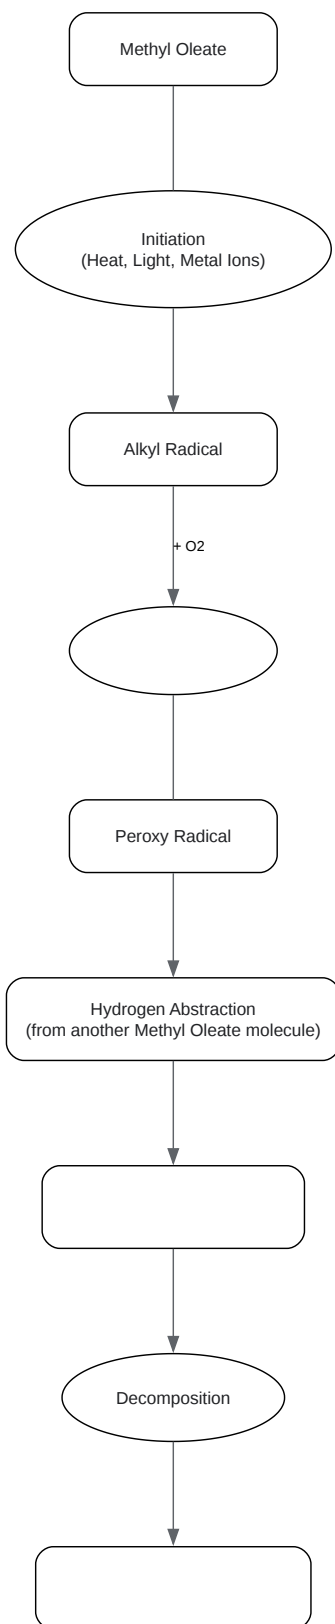 Methyl Oleate
Initiation
(Heat, Light, Metal Ions)
Alkyl Radical
+ O2
Peroxy Radical
Hydrogen Abstraction
(from another Methyl Oleate molecule)
Decomposition